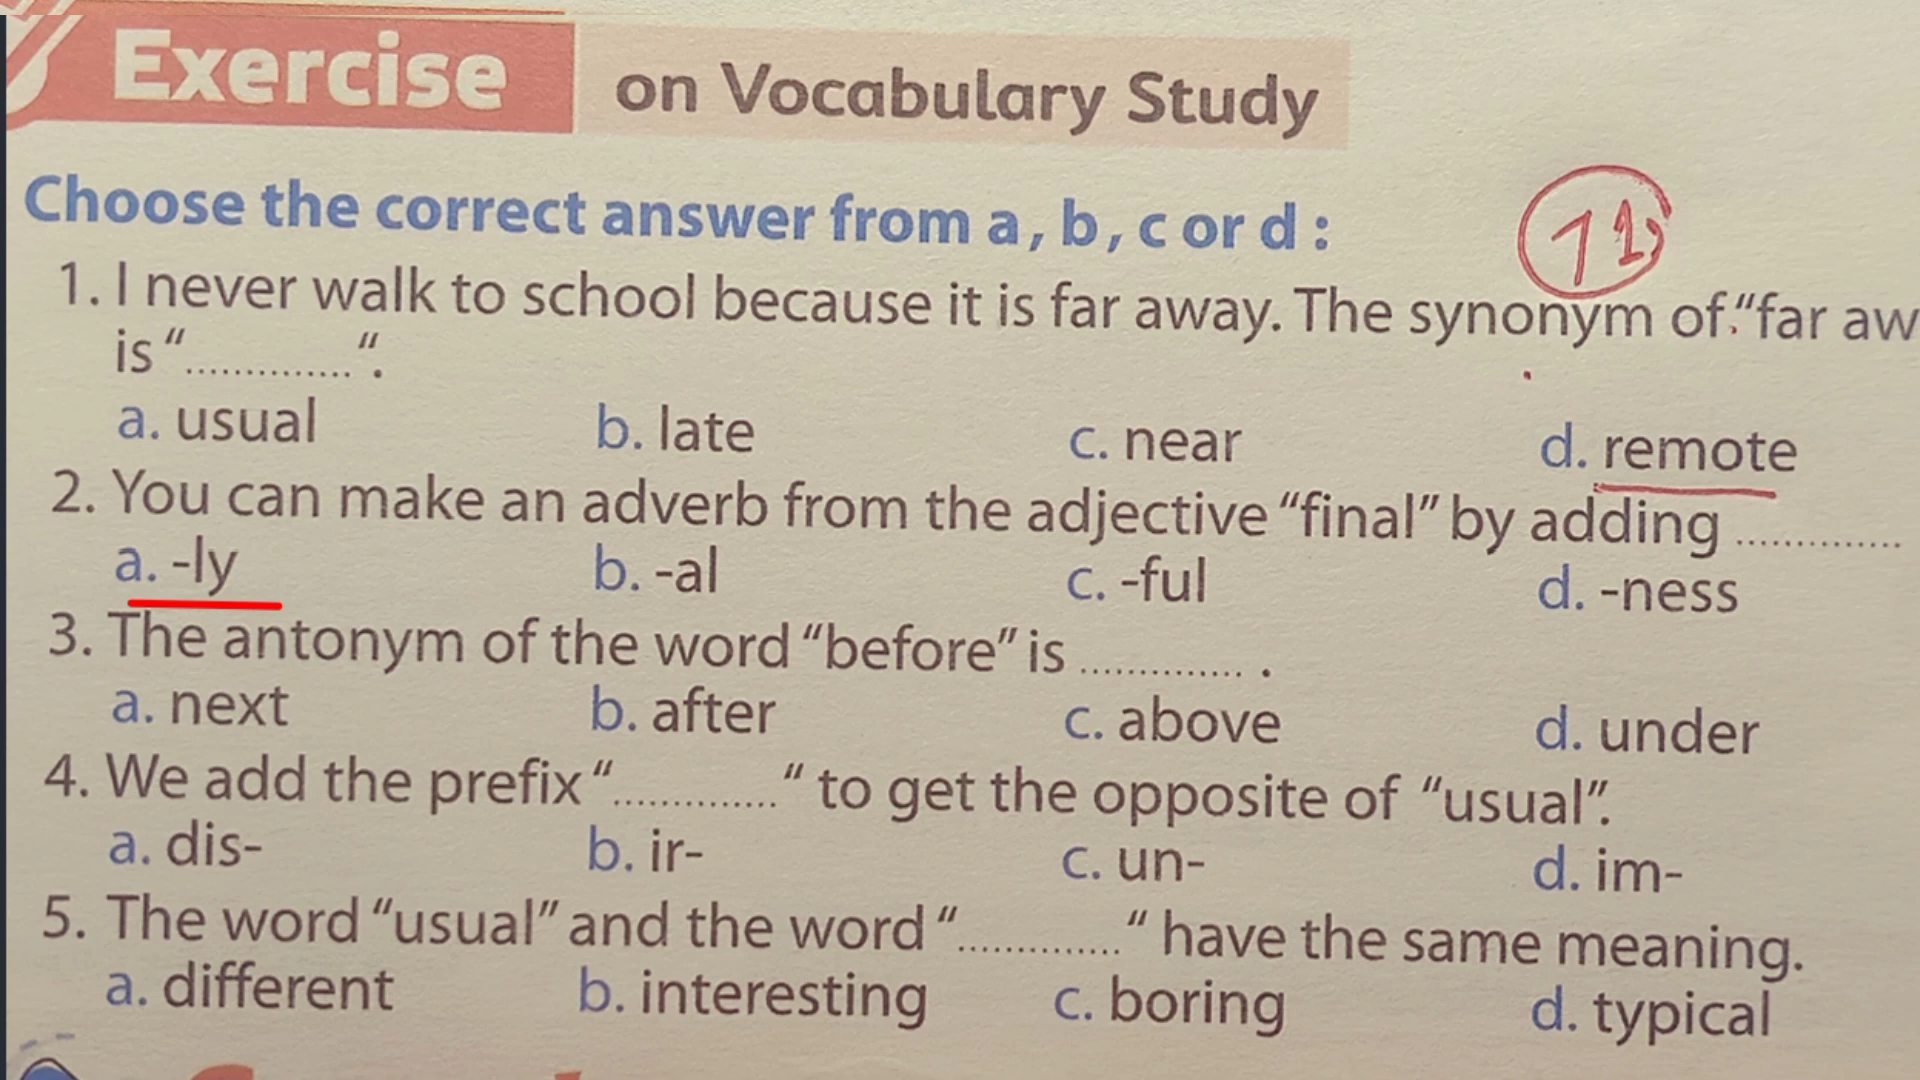 Exercise on Vocabulary Study
Choose the correct answer from a, b, c or d :
1. I never walk to school because it is far away. The synonym of "far aw
is "..............".
a. usual b. late c. near d. remote
2. You can make an adverb from the adjective "final" by adding ..............
a. -ly b. -al c. -ful d. -ness
3. The antonym of the word "before" is .............. .
a. next b. after c. above d. under
4. We add the prefix ".............." to get the opposite of "usual".
a. dis- b. ir- c. un- d. im-
5. The word "usual" and the word ".............." have the same meaning.
a. different b. interesting c. boring d. typical